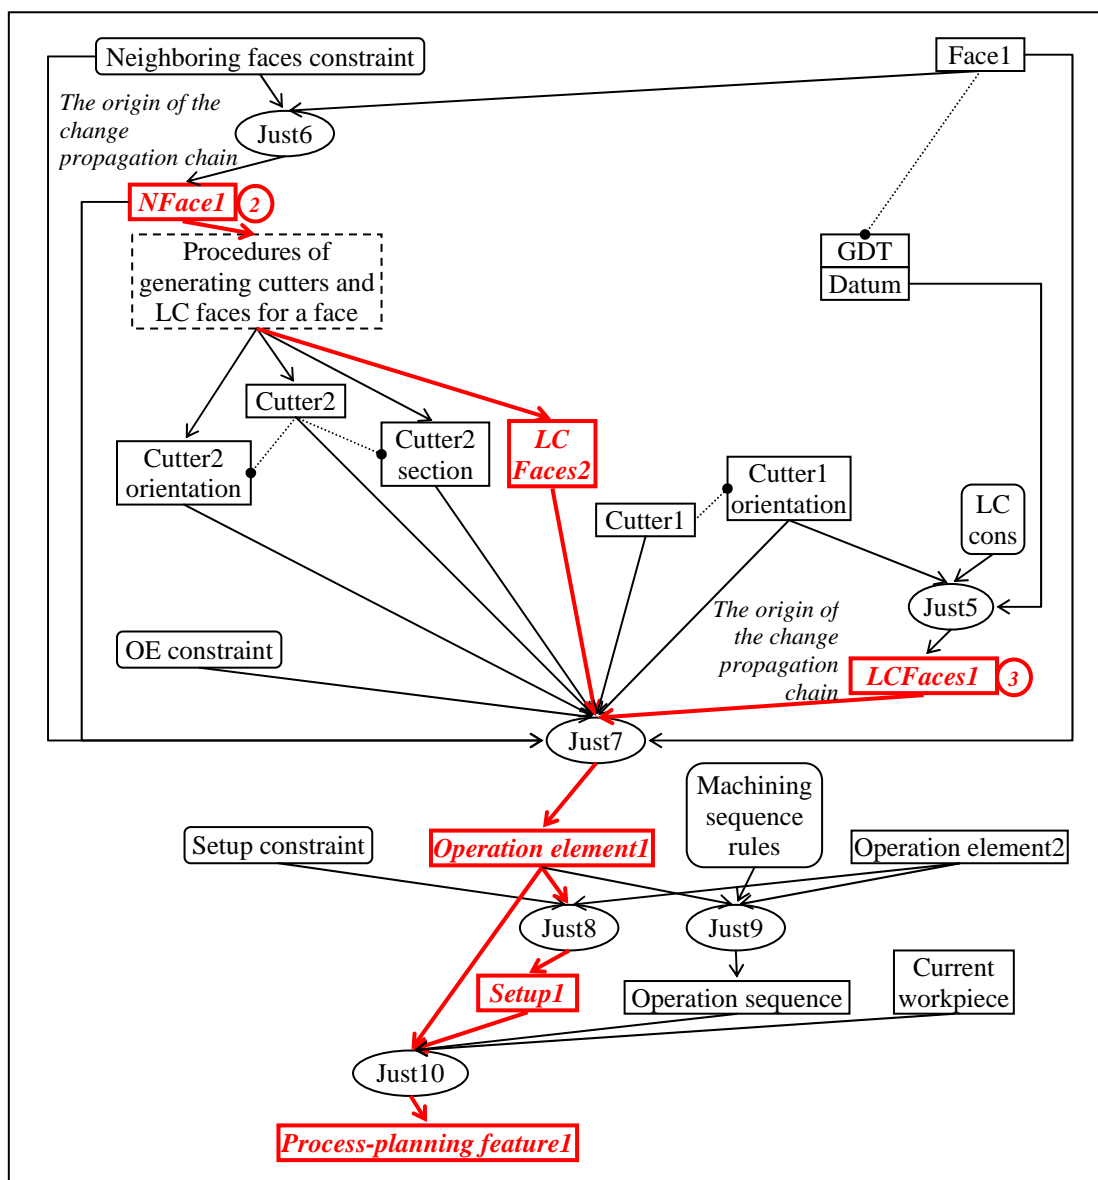 Neighboring faces constraint
Face1
The origin of the
change
propagation chain
Just6
NFace1
2
Procedures of
generating cutters and
LC faces for a face
GDT
Datum
Cutter2
Cutter2
orientation
Cutter2
section
LC
Faces2
Cutter1
Cutter1
orientation
LC
cons
Just5
The origin of
the change
propagation
chain
OE constraint
LCFaces1
3
Just7
Machining
sequence
rules
Setup constraint
Operation element1
Operation element2
Just8
Just9
Setup1
Operation sequence
Current
workpiece
Just10
Process-planning feature1